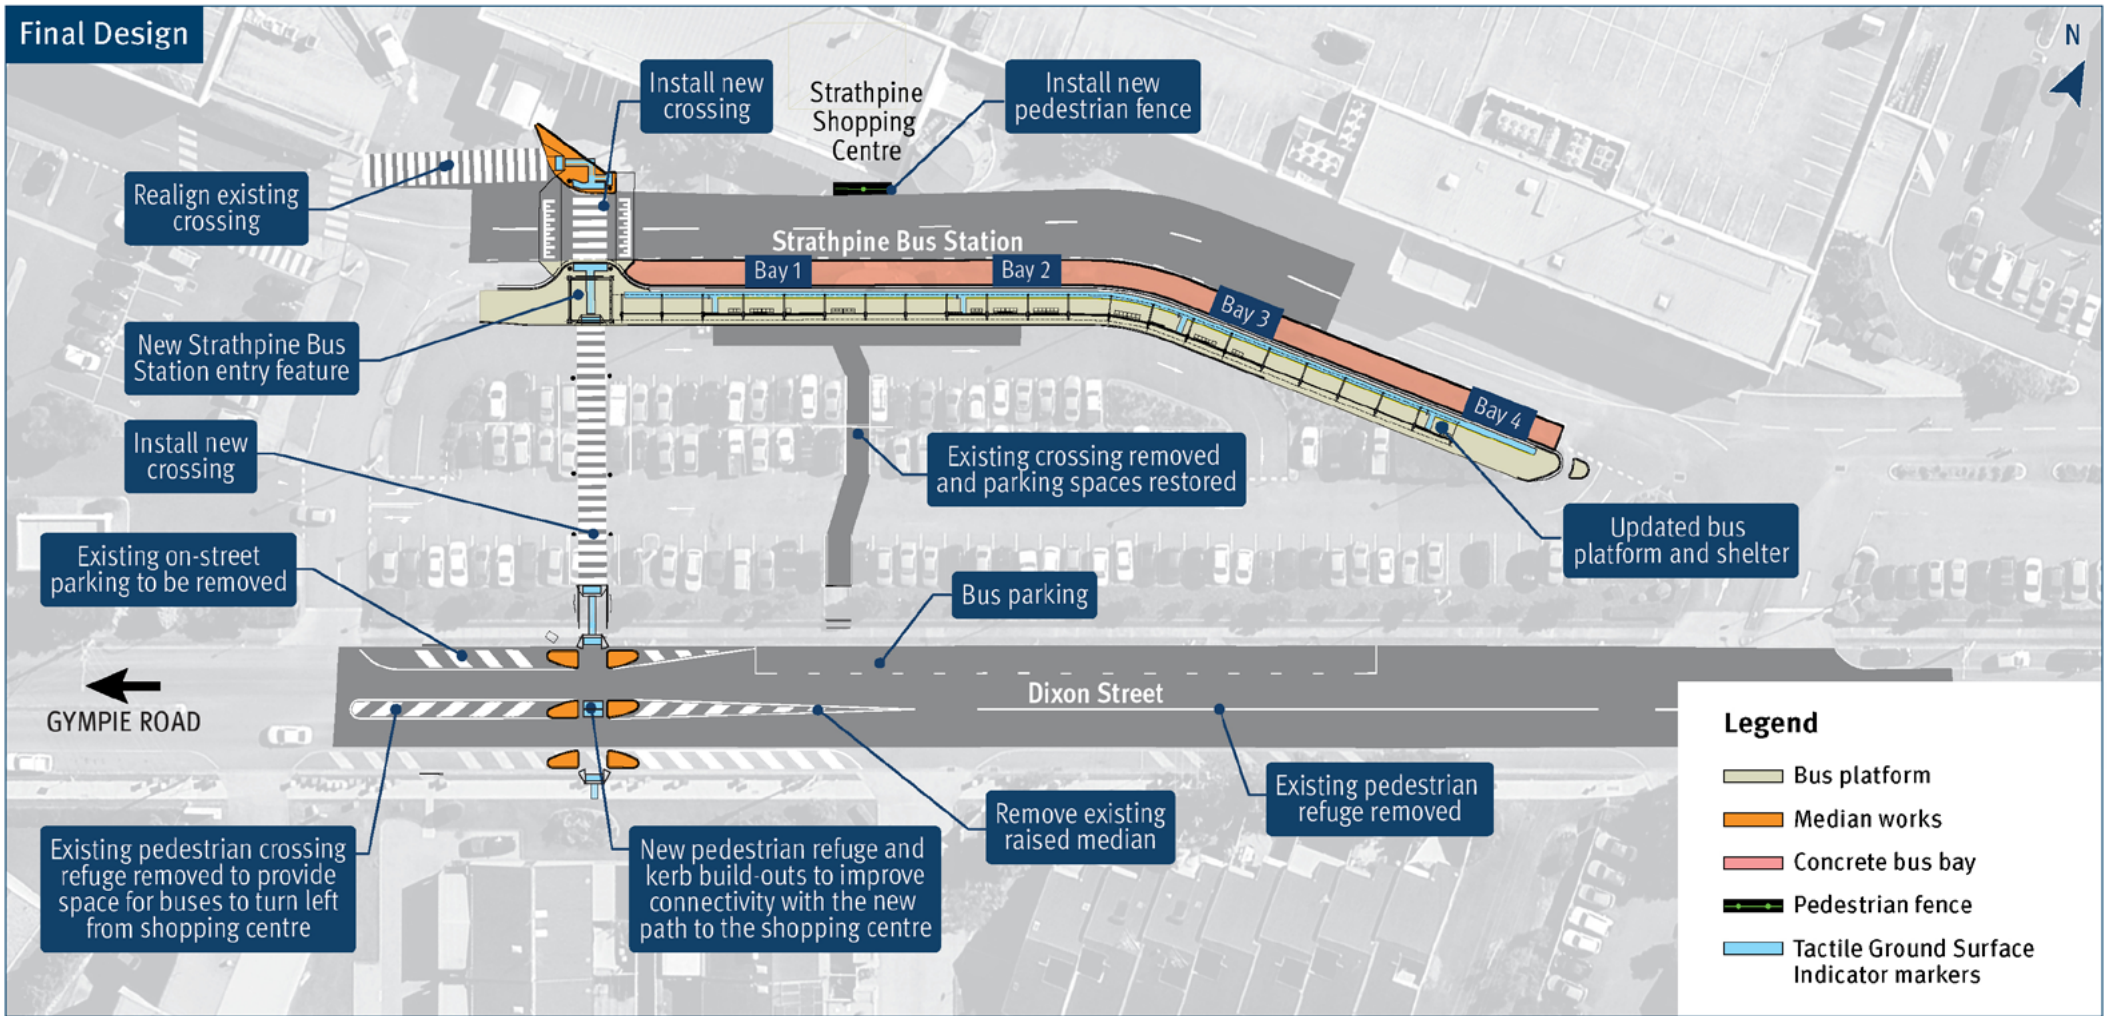 Final Design
N
Install new
crossing
Strathpine
Shopping
Centre
Install new
pedestrian fence
Realign existing
crossing
Strathpine Bus Station
Bay 1
Bay 2
Bay 3
Bay 4
New Strathpine Bus
Station entry feature
Install new
crossing
Existing crossing removed
and parking spaces restored
Updated bus
platform and shelter
Existing on-street
parking to be removed
Bus parking
GYMPIE ROAD
Dixon Street
Existing pedestrian crossing
refuge removed to provide
space for buses to turn left
from shopping centre
New pedestrian refuge and
kerb build-outs to improve
connectivity with the new
path to the shopping centre
Remove existing
raised median
Existing pedestrian
refuge removed
Legend
Bus platform
Median works
Concrete bus bay
Pedestrian fence
Tactile Ground Surface
Indicator markers